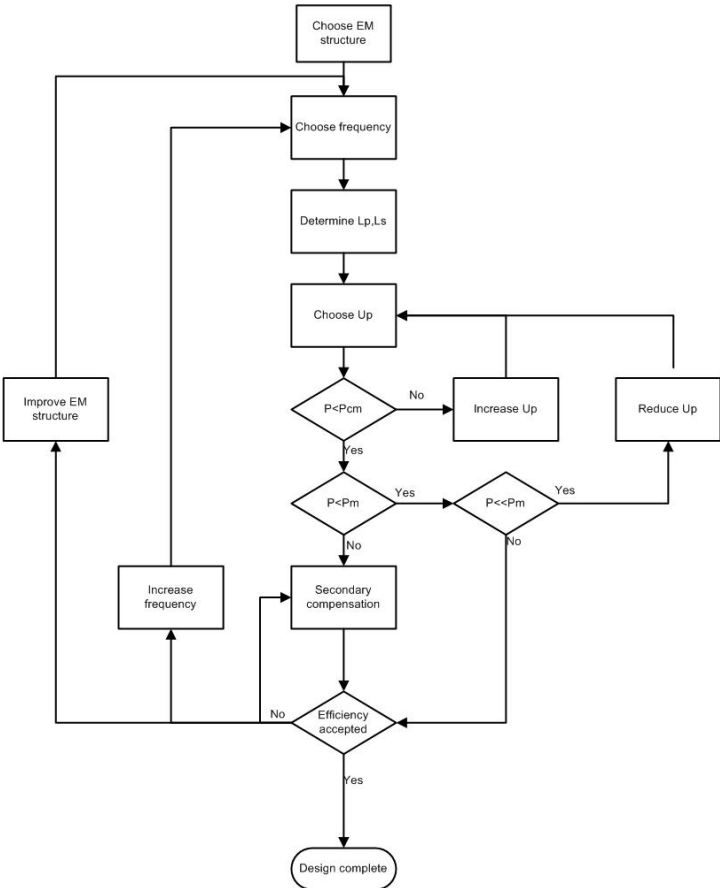 Choose EM
structure
Choose frequency
Determine Lp,Ls
Choose Up
Improve EM
structure
P<Pcm
No
Increase Up
Reduce Up
Yes
P<Pm
Yes
P<<Pm
Yes
No
No
Increase
frequency
Secondary
compensation
No
Efficiency
accepted
Yes
Design complete